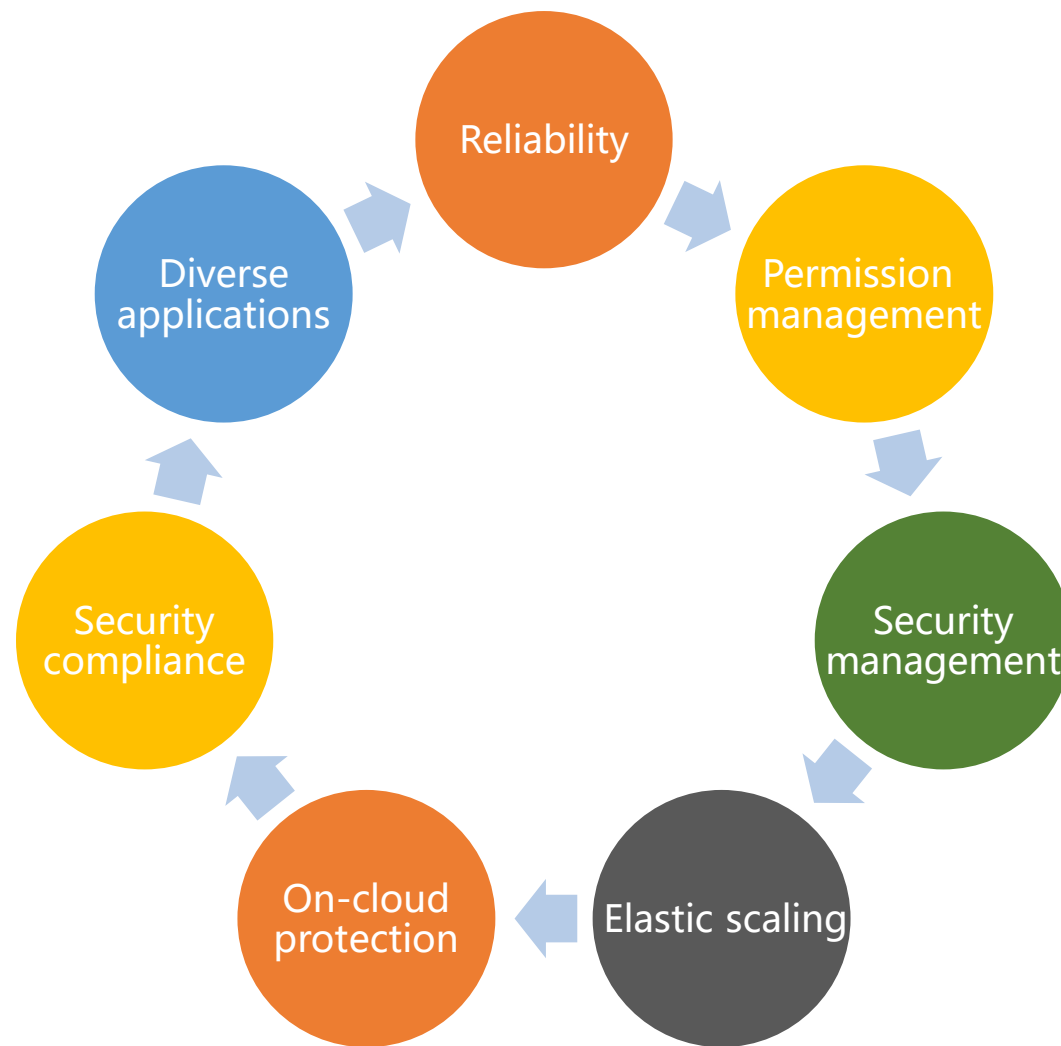 Reliability
Permission
management
Security
management
Elastic scaling
On-cloud
protection
Security
compliance
Diverse
applications